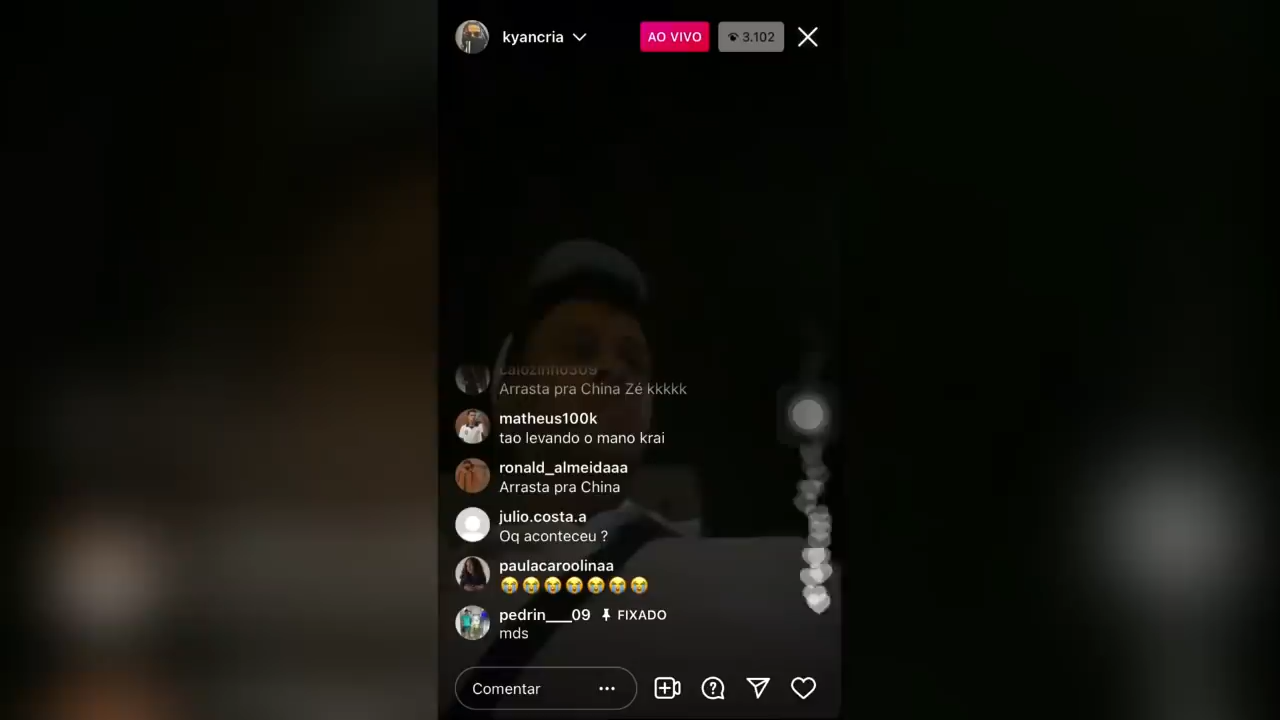 kyancria
AO VIVO
3.102
caiozinho309
Arrasta pra China Zé kkkkk
matheus100k
tao levando o mano krai
ronald_almeidaaa
Arrasta pra China
julio.costa.a
Oq aconteceu ?
paulacaroolinaa
😭😭😭😭😭😭😭
pedrin___09 FIXADO
mds
Comentar